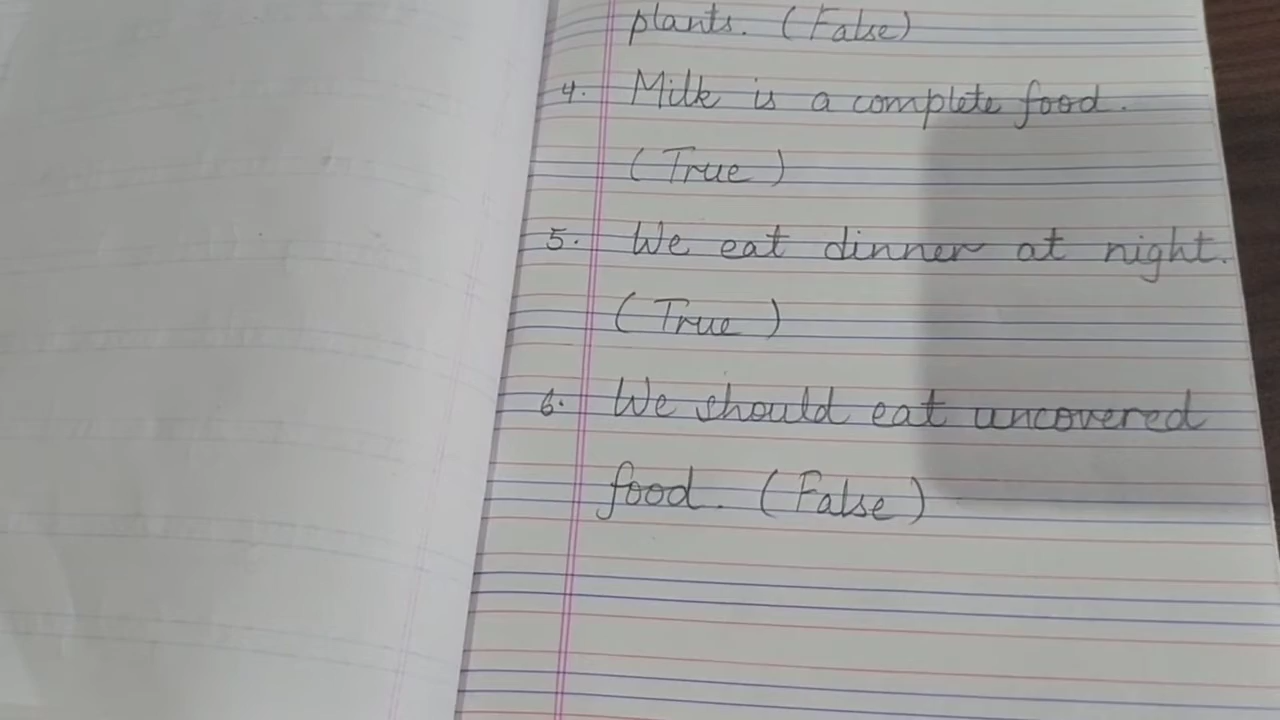 plants. (False)
4. Milk is a complete food.
(True)
5. We eat dinner at night.
(True)
6. We should eat uncovered
food. (False)